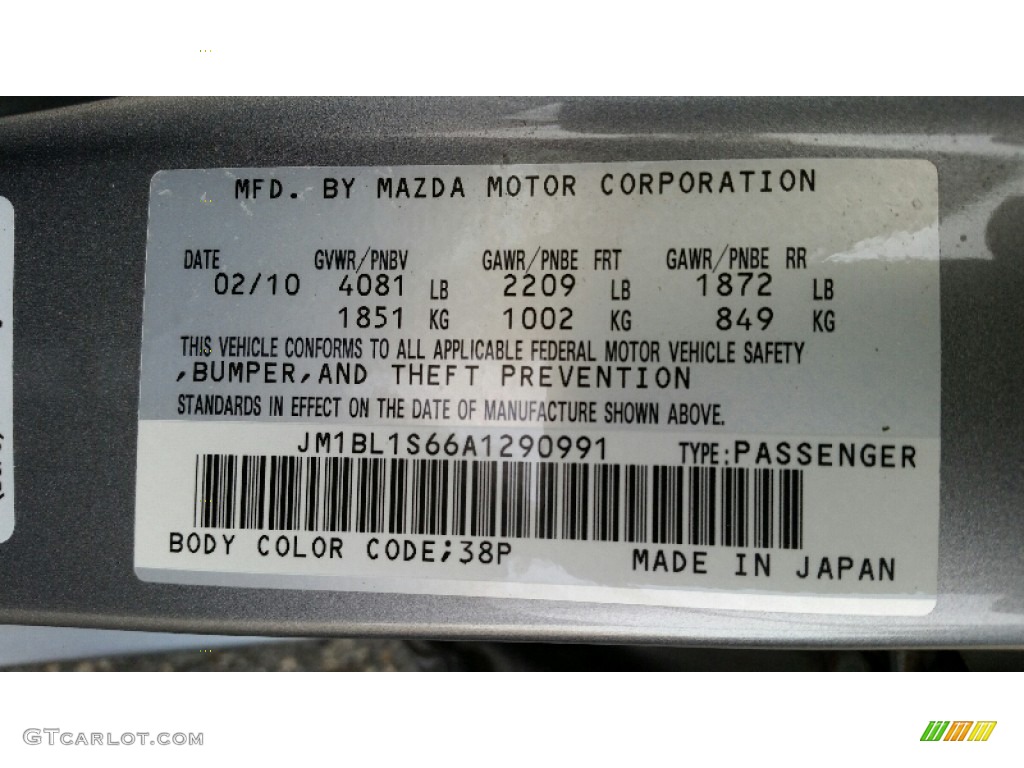 MFD. BY MAZDA MOTOR CORPORATION
DATE GVWR/PNBV GAWR/PNBE FRT GAWR/PNBE RR
02/10 4081 LB 2209 LB 1872 LB
1851 KG 1002 KG 849 KG
THIS VEHICLE CONFORMS TO ALL APPLICABLE FEDERAL MOTOR VEHICLE SAFETY
,BUMPER,AND THEFT PREVENTION
STANDARDS IN EFFECT ON THE DATE OF MANUFACTURE SHOWN ABOVE.
JM1BL1S66A1290991 TYPE:PASSENGER
BODY COLOR CODE;38P MADE IN JAPAN
GTCARLOT.COM